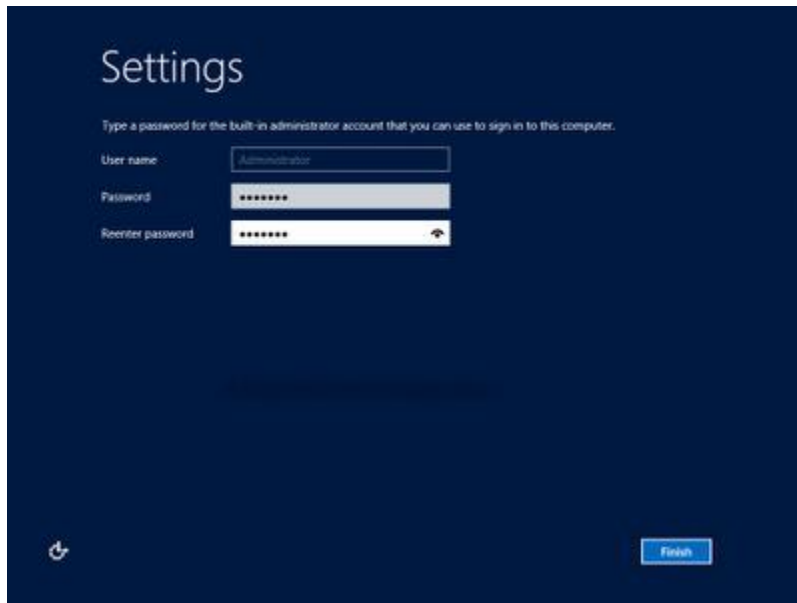 Settings
Type a password for the built-in administrator account that you can use to sign in to this computer.
User name Administrator
Password •••••••
Reenter password •••••••
Finish